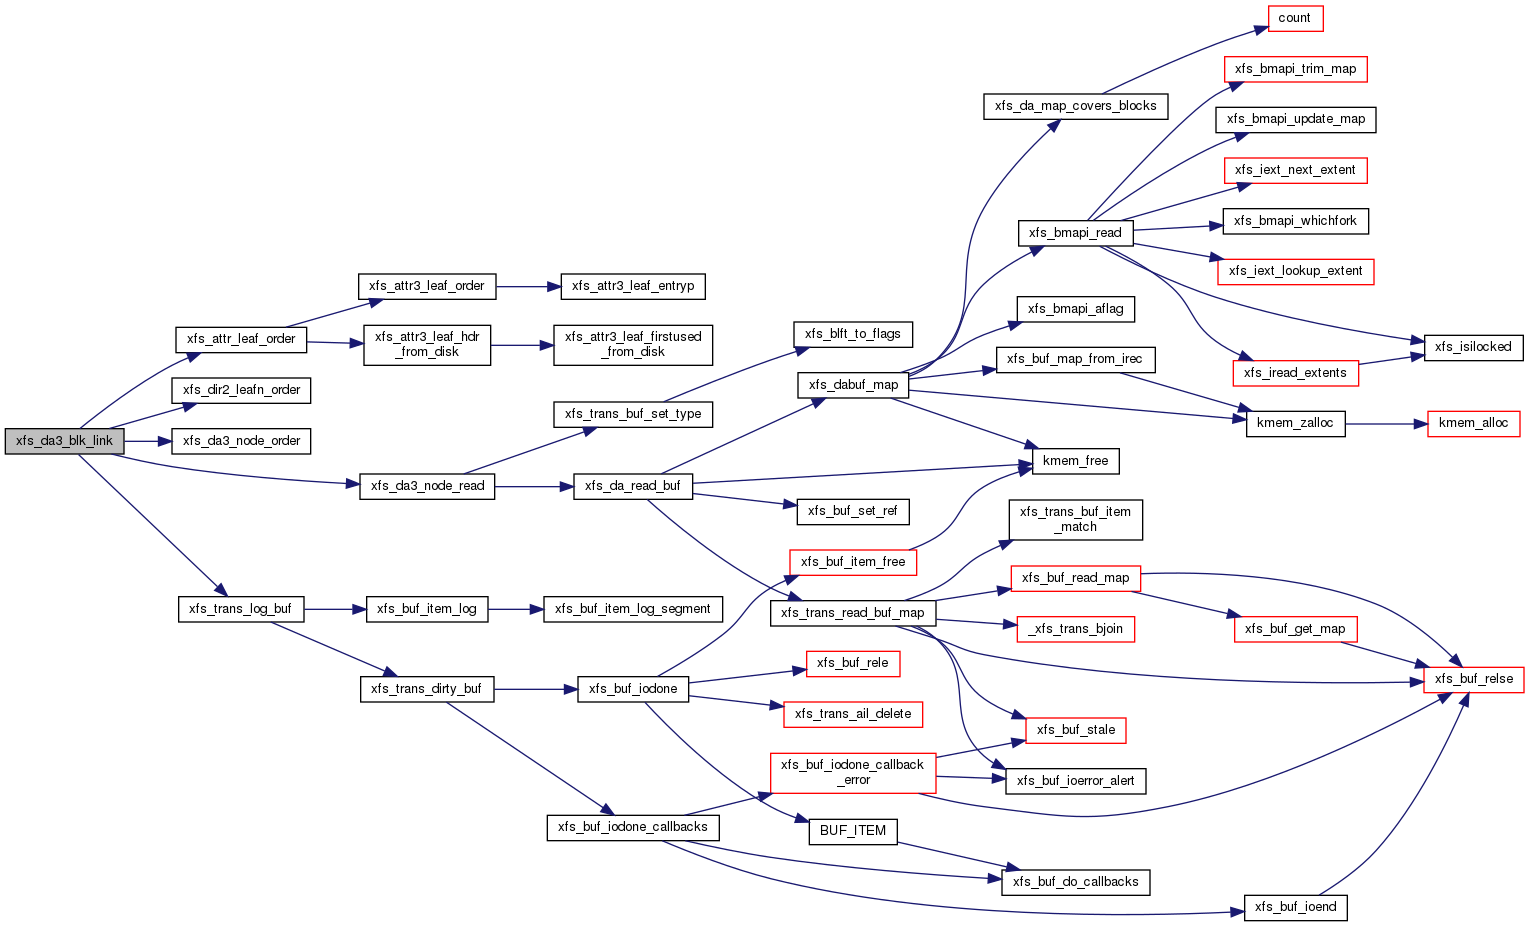 count
xfs_bmapi_trim_map
xfs_da_map_covers_blocks
xfs_bmapi_update_map
xfs_iext_next_extent
xfs_bmapi_whichfork
xfs_bmapi_read
xfs_iext_lookup_extent
xfs_attr3_leaf_order
xfs_attr3_leaf_entryp
xfs_bmapi_aflag
xfs_attr_leaf_order
xfs_attr3_leaf_hdr
_from_disk
xfs_attr3_leaf_firstused
_from_disk
xfs_blft_to_flags
xfs_isilocked
xfs_buf_map_from_irec
xfs_iread_extents
xfs_dir2_leafn_order
xfs_dabuf_map
xfs_trans_buf_set_type
kmem_zalloc
kmem_alloc
xfs_da3_blk_link
xfs_da3_node_order
kmem_free
xfs_da3_node_read
xfs_da_read_buf
xfs_buf_set_ref
xfs_trans_buf_item
_match
xfs_buf_item_free
xfs_buf_read_map
xfs_trans_log_buf
xfs_buf_item_log
xfs_buf_item_log_segment
xfs_trans_read_buf_map
_xfs_trans_bjoin
xfs_buf_get_map
xfs_buf_rele
xfs_buf_relse
xfs_trans_dirty_buf
xfs_buf_iodone
xfs_trans_ail_delete
xfs_buf_stale
xfs_buf_iodone_callback
_error
xfs_buf_ioerror_alert
xfs_buf_iodone_callbacks
BUF_ITEM
xfs_buf_do_callbacks
xfs_buf_ioend